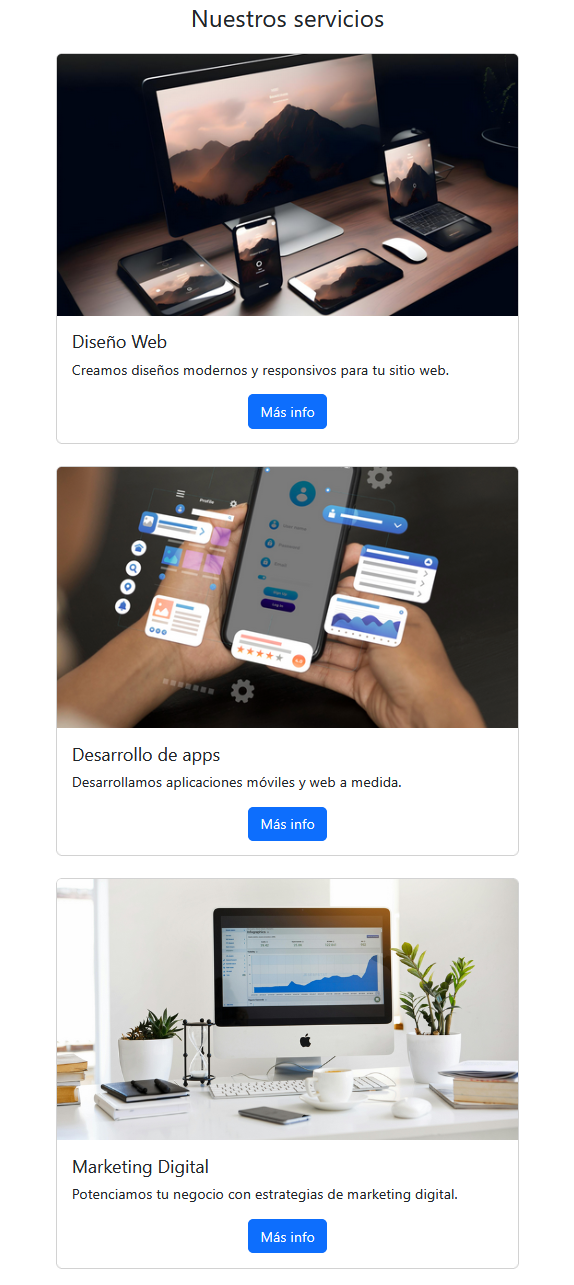 Nuestros servicios
Diseño Web
Creamos diseños modernos y responsivos para tu sitio web.
Más info
Profile
Desarrollo de apps
Desarrollamos aplicaciones móviles y web a medida.
Más info
Marketing Digital
Potenciamos tu negocio con estrategias de marketing digital.
Más info